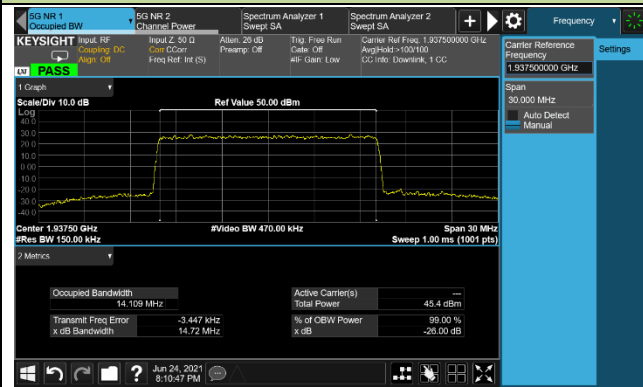 5G NR 1
Occupied BW
5G NR 2
Channel Power
Spectrum Analyzer 1
Swept SA
Spectrum Analyzer 2
Swept SA
Frequency
KEYSIGHT
Input: RF
Coupling: DC
Align: Off
Input Z: 50 Ω
Corr CCorr
Freq Ref: Int (S)
Atten: 26 dB
Preamp: Off
Trig: Free Run
Gate: Off
#IF Gain: Low
Carrier Ref Freq: 1.937500000 GHz
Avg|Hold:>100/100
CC Info: Downlink, 1 CC
LXI
PASS
Carrier Reference
Frequency
1.937500000 GHz
Settings
Span
30.000 MHz
Auto Detect
Manual
1 Graph
Scale/Div 10.0 dB
Ref Value 50.00 dBm
Log
40.0
30.0
20.0
10.0
0.00
-10.0
-20.0
-30.0
-40.0
Center 1.93750 GHz
#Video BW 470.00 kHz
Span 30 MHz
#Res BW 150.00 kHz
Sweep 1.00 ms (1001 pts)
2 Metrics
Occupied Bandwidth
14.109 MHz
Active Carrier(s)
---
Total Power
45.4 dBm
Transmit Freq Error
-3.447 kHz
% of OBW Power
99.00 %
x dB Bandwidth
14.72 MHz
x dB
-26.00 dB
?
Jun 24, 2021
8:10:47 PM